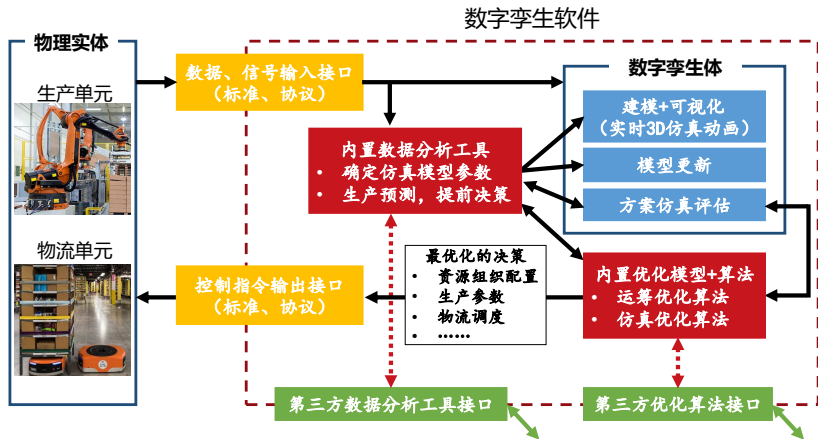 数字孪生软件
物理实体
生产单元
物流单元
数据、信号输入接口
（标准、协议）
数字孪生体
建模+可视化
（实时3D仿真动画）
模型更新
方案仿真评估
内置数据分析工具
• 确定仿真模型参数
• 生产预测，提前决策
最优化的决策
• 资源组织配置
• 生产参数
• 物流调度
• ……
内置优化模型+算法
• 运筹优化算法
• 仿真优化算法
控制指令输出接口
（标准、协议）
第三方数据分析工具接口
第三方优化算法接口